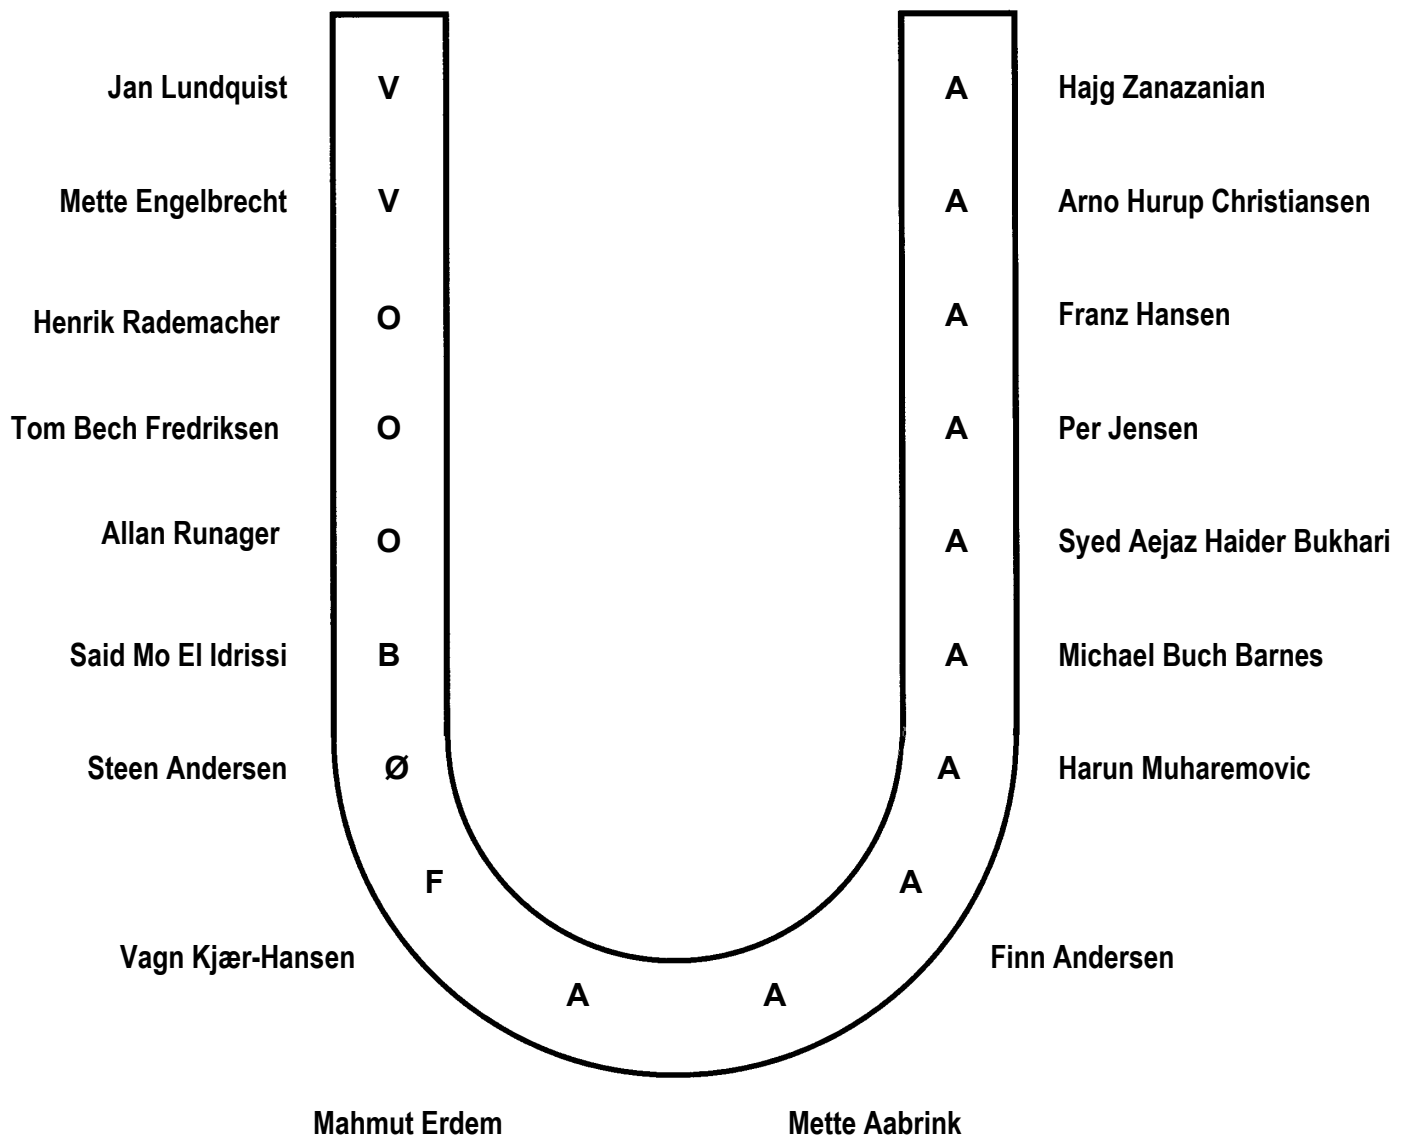 Jan Lundquist V A Hajg Zanazanian
Mette Engelbrecht V A Arno Hurup Christiansen
Henrik Rademacher O A Franz Hansen
Tom Bech Fredriksen O A Per Jensen
Allan Runager O A Syed Aejaz Haider Bukhari
Said Mo El Idrissi B A Michael Buch Barnes
Steen Andersen Ø A Harun Muharemovic
F A
Vagn Kjær-Hansen Finn Andersen
A A
Mahmut Erdem Mette Aabrink